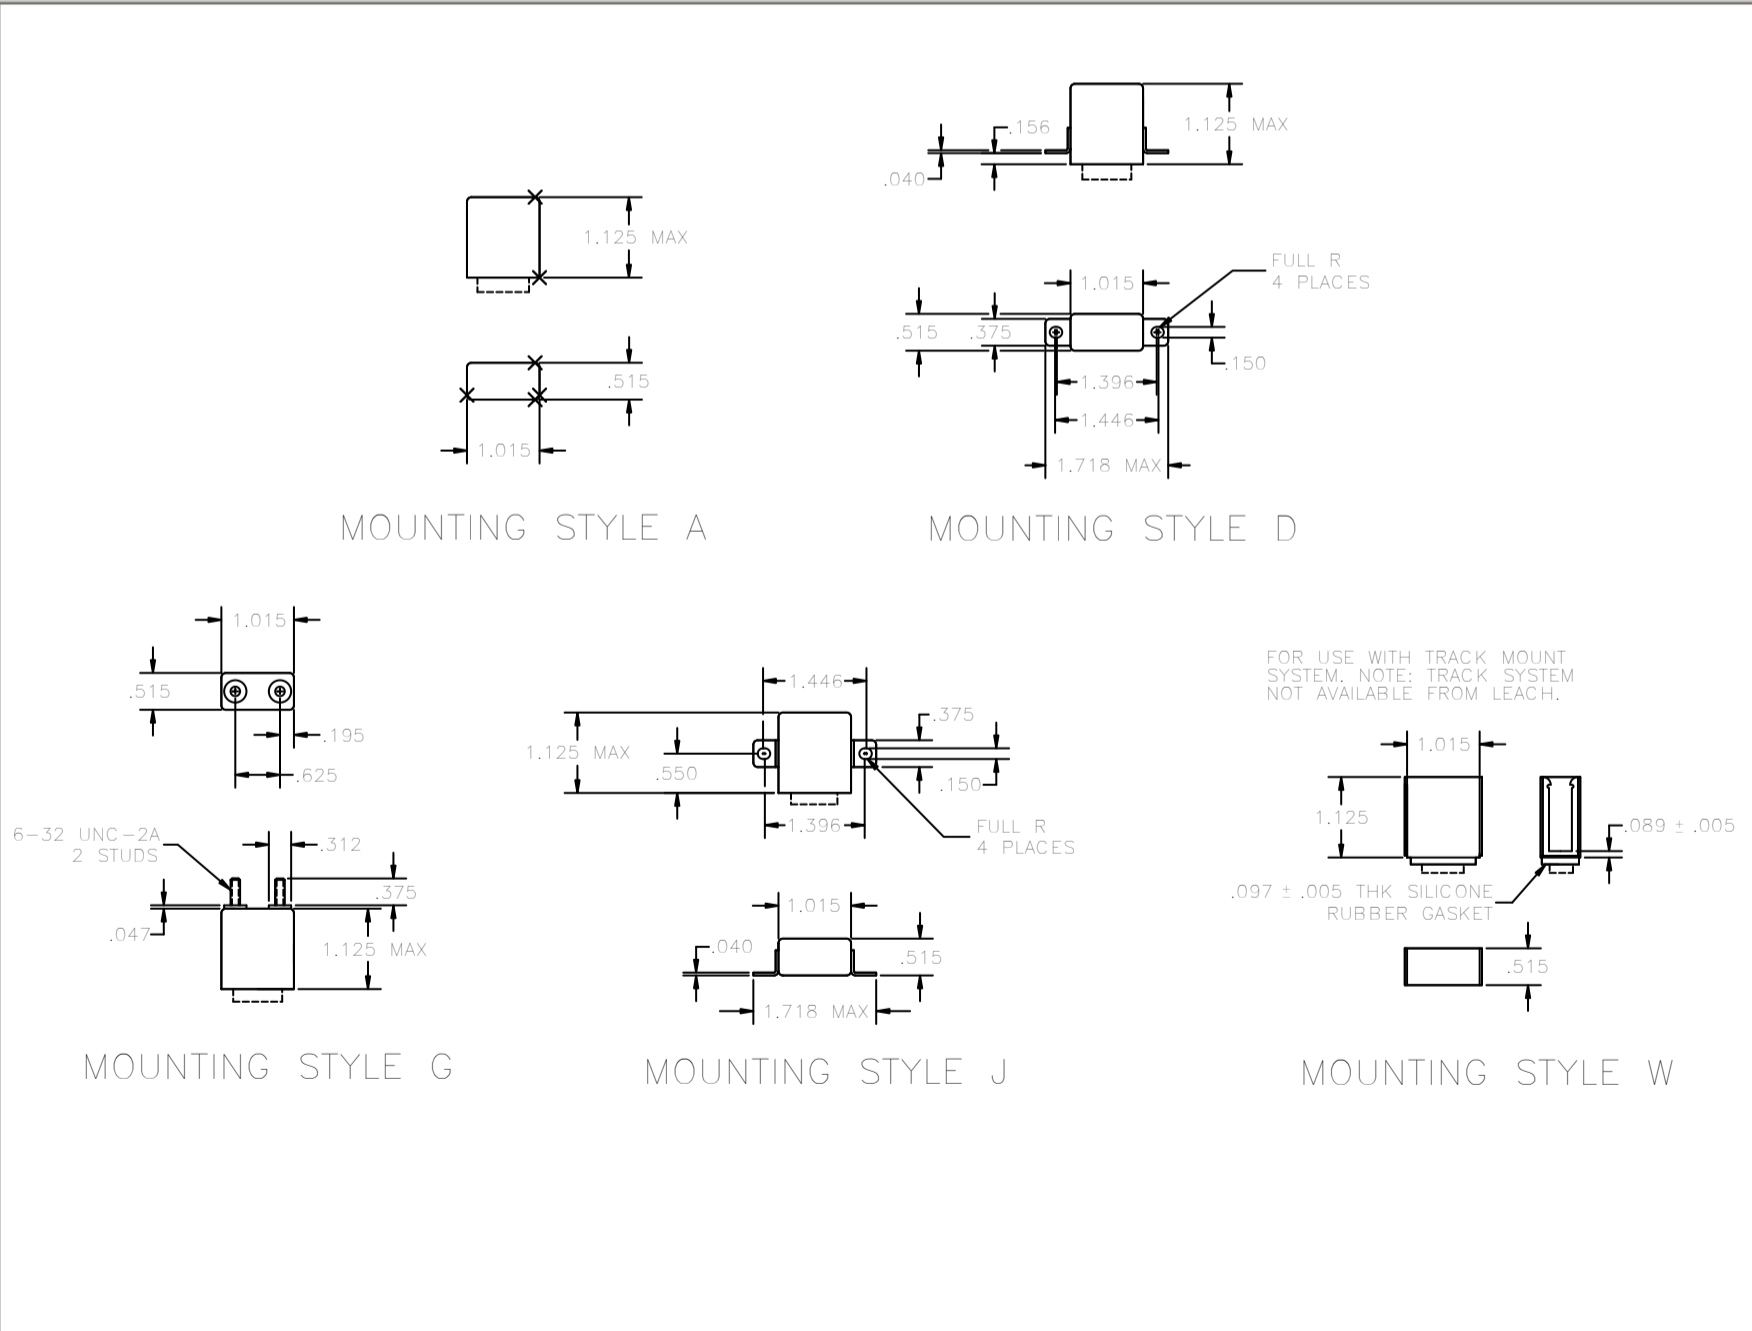 1.125 MAX
.515
1.015
MOUNTING STYLE A
.156
1.125 MAX
.040
FULL R
4 PLACES
1.015
.515
.375
.150
1.396
1.446
1.718 MAX
MOUNTING STYLE D
1.015
.515
.195
.625
6-32 UNC-2A
2 STUDS
.312
.375
.047
1.125 MAX
MOUNTING STYLE G
1.446
.375
1.125 MAX
.550
.150
1.396
FULL R
4 PLACES
1.015
.040
.515
1.718 MAX
MOUNTING STYLE J
FOR USE WITH TRACK MOUNT
SYSTEM. NOTE: TRACK SYSTEM
NOT AVAILABLE FROM LEACH.
1.015
1.125
.089 ± .005
.097 ± .005 THK SILICONE
RUBBER GASKET
.515
MOUNTING STYLE W